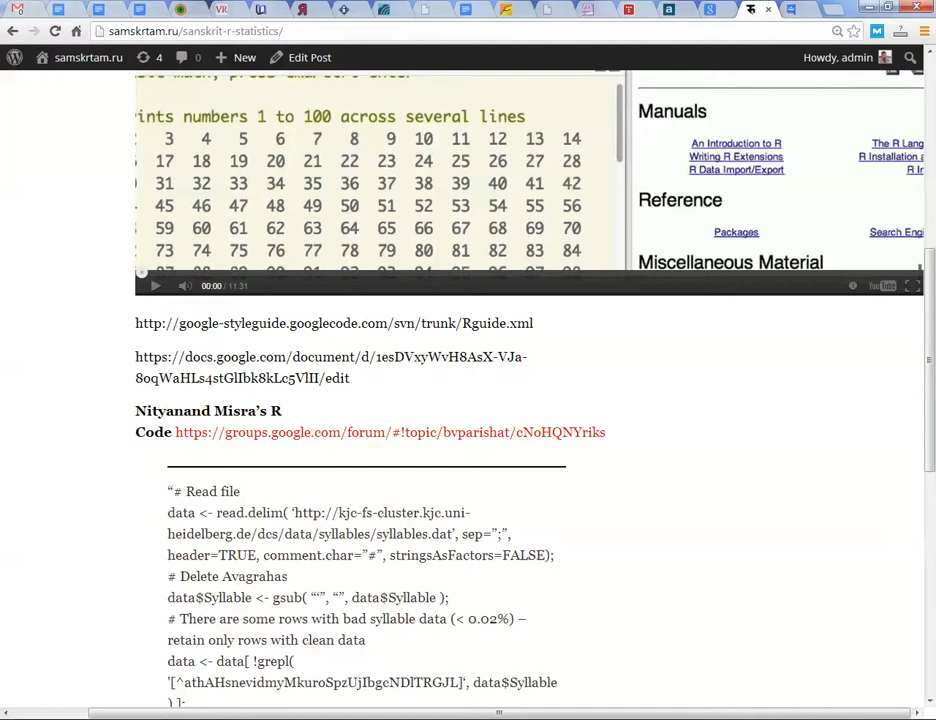 samskrtam.ru/sanskrit-r-statistics/
samskrtam.ru 4 0 New Edit Post Howdy, admin
ints numbers 1 to 100 across several lines
3 4 5 6 7 8 9 10 11 12 13 14
17 18 19 20 21 22 23 24 25 26 27 28
31 32 33 34 35 36 37 38 39 40 41 42
45 46 47 48 49 50 51 52 53 54 55 56
59 60 61 62 63 64 65 66 67 68 69 70
73 74 75 76 77 78 79 80 81 82 83 84
Manuals
An Introduction to R The R Lang
Writing R Extensions R Installation a
R Data Import/Export R In
Reference
Packages Search Eng
Miscellaneous Material
00:00 / 11.31 YouTube
http://google-styleguide.googlecode.com/svn/trunk/Rguide.xml
https://docs.google.com/document/d/1esDVxyWvH8AsX-VJa-
8oqWaHLs4stGlIbk8kLc5VlII/edit
Nityanand Misra’s R
Code https://groups.google.com/forum/#!topic/bvparishat/cNoHQNYriks
“# Read file
data <- read.delim( ‘http://kjc-fs-cluster.kjc.uni-
heidelberg.de/dcs/data/syllables/syllables.dat’, sep=”;”,
header=TRUE, comment.char=”#”, stringsAsFactors=FALSE);
# Delete Avagrahas
data$Syllable <- gsub( “‘”, “”, data$Syllable );
# There are some rows with bad syllable data (< 0.02%) –
retain only rows with clean data
data <- data[ !grepl(
'[^athAHsnevidmyMkuroSpzUjIbgcNDlTRGJL]‘, data$Syllable
) ];